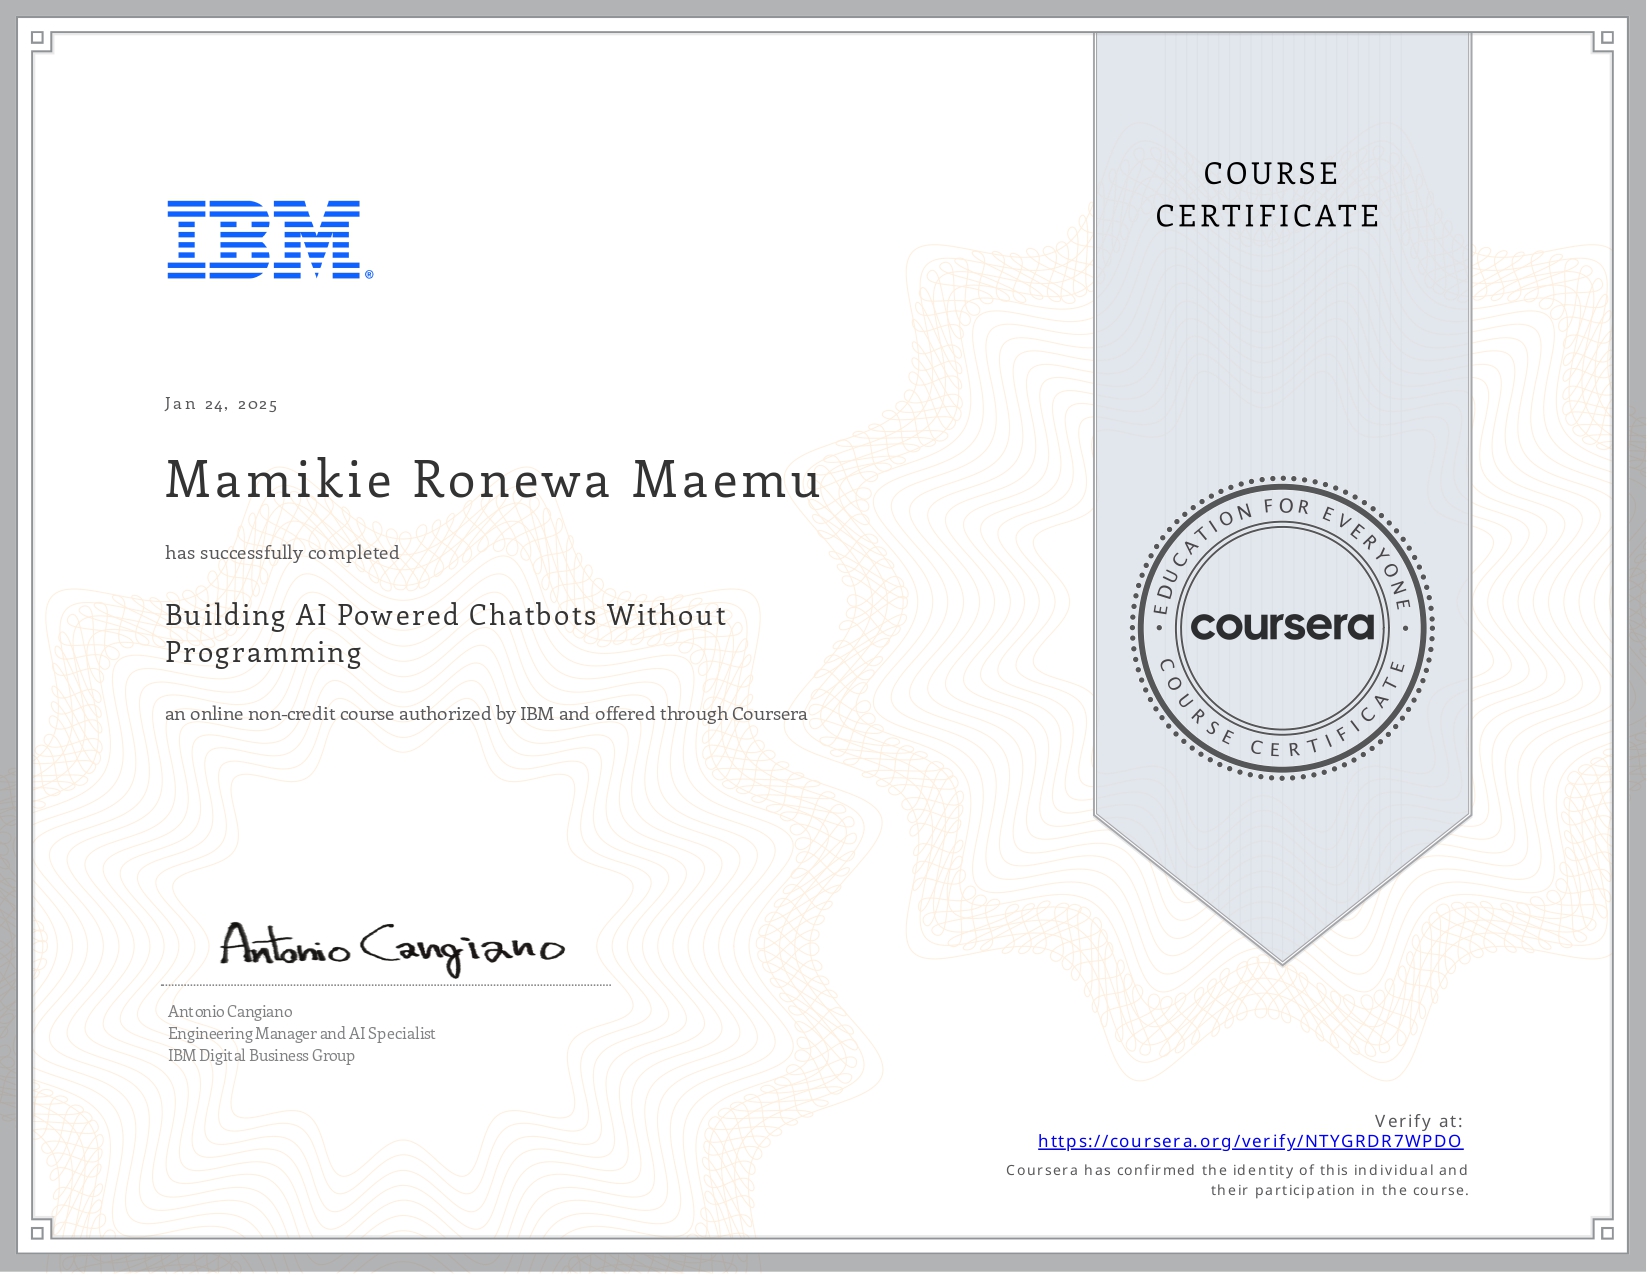 IBM®
COURSE
CERTIFICATE
Jan 24, 2025
Mamikie Ronewa Maemu
has successfully completed
Building AI Powered Chatbots Without
Programming
an online non-credit course authorized by IBM and offered through Coursera
EDUCATION FOR EVERYONE
coursera
COURSE CERTIFICATE
Antonio Cangiano
Antonio Cangiano
Engineering Manager and AI Specialist
IBM Digital Business Group
Verify at:
https://coursera.org/verify/NTYGRDR7WPDO
Coursera has confirmed the identity of this individual and
their participation in the course.